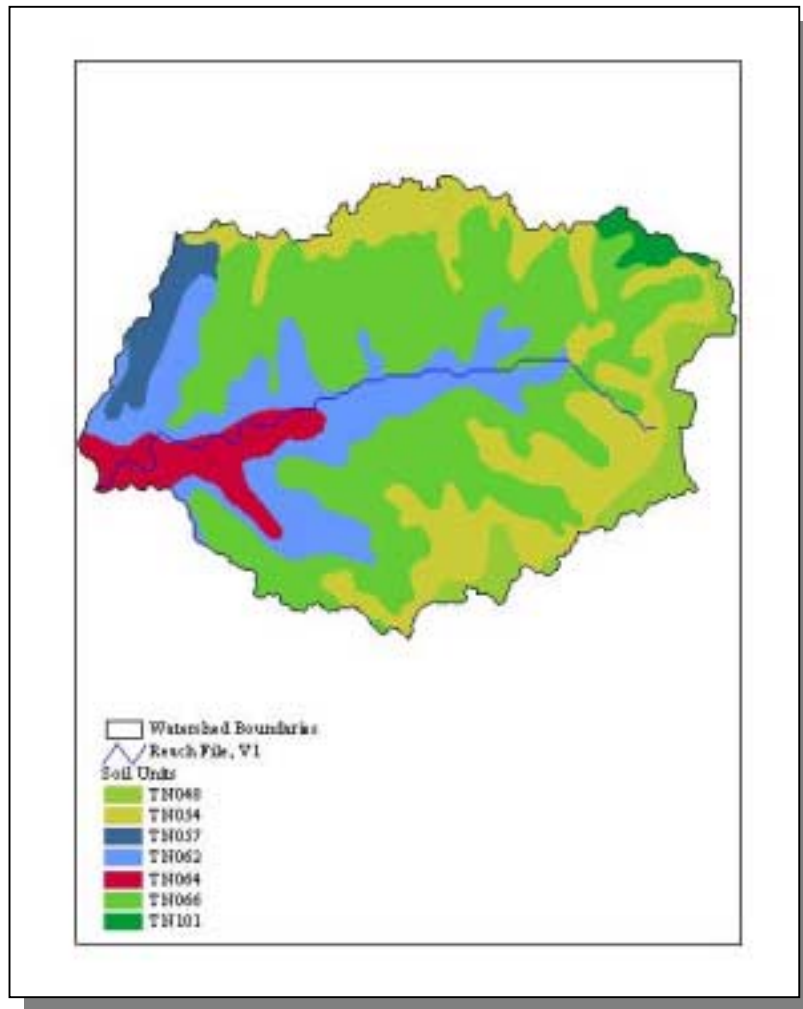 Watershed Boundaries
Reach File, V1
Soil Units
TN048
TN054
TN057
TN062
TN064
TN066
TN101